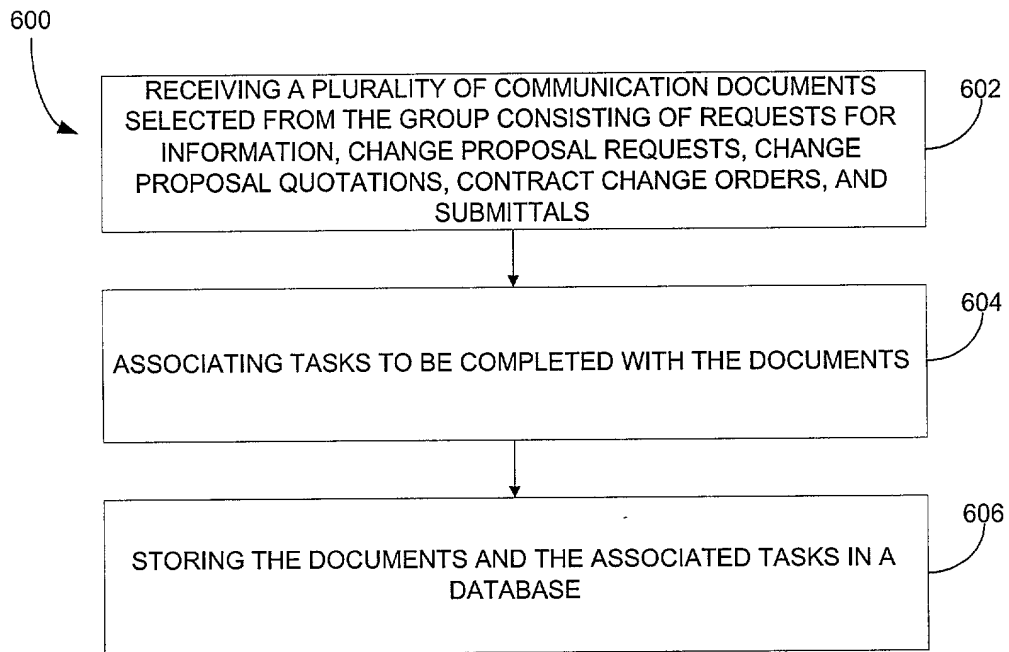 600
RECEIVING A PLURALITY OF COMMUNICATION DOCUMENTS
SELECTED FROM THE GROUP CONSISTING OF REQUESTS FOR
INFORMATION, CHANGE PROPOSAL REQUESTS, CHANGE
PROPOSAL QUOTATIONS, CONTRACT CHANGE ORDERS, AND
SUBMITTALS
602
604
ASSOCIATING TASKS TO BE COMPLETED WITH THE DOCUMENTS
606
STORING THE DOCUMENTS AND THE ASSOCIATED TASKS IN A
DATABASE